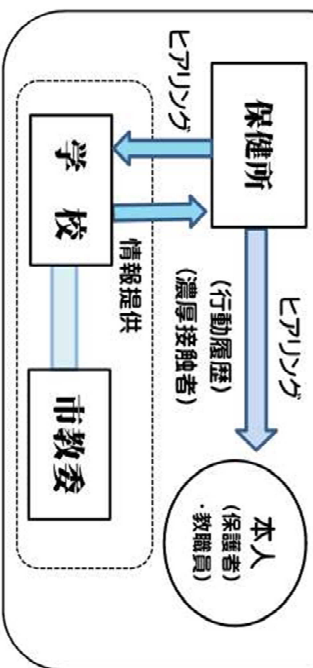 保健所
ヒアリング
(行動履歴)
(濃厚接触者)
本人
(保護者)
・教職員)
ヒアリング
情報提供
学校
市教委